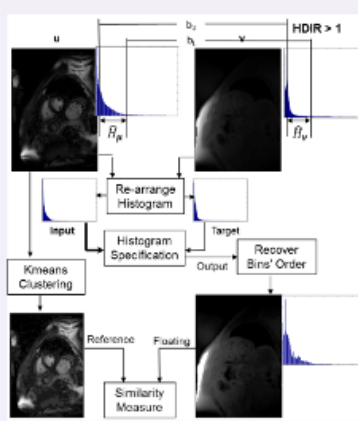 b₂
HDIR > 1
u
b₁
v
R̄μ
R̄ν
Re-arrange
Histogram
Input
Target
Histogram
Specification
Output
Recover
Bins' Order
Kmeans
Clustering
Reference
Floating
Similarity
Measure